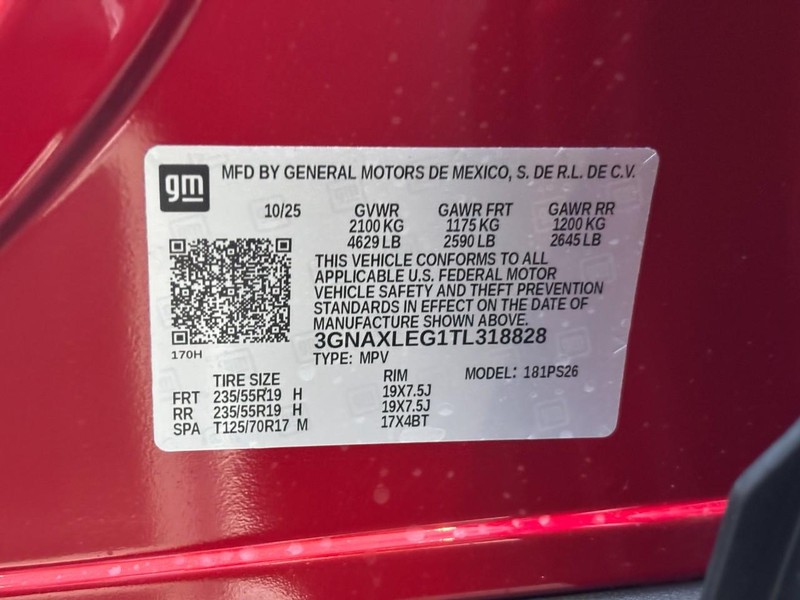 gm MFD BY GENERAL MOTORS DE MEXICO, S. DE R.L. DE C.V.
10/25 GVWR GAWR FRT GAWR RR
2100 KG 1175 KG 1200 KG
4629 LB 2590 LB 2645 LB
THIS VEHICLE CONFORMS TO ALL
APPLICABLE U.S. FEDERAL MOTOR
VEHICLE SAFETY AND THEFT PREVENTION
STANDARDS IN EFFECT ON THE DATE OF
MANUFACTURE SHOWN ABOVE.
3GNAXLEG1TL318828
170H
TYPE: MPV MODEL: 181PS26
TIRE SIZE RIM
FRT 235/55R19 H 19X7.5J
RR 235/55R19 H 19X7.5J
SPA T125/70R17 M 17X4BT